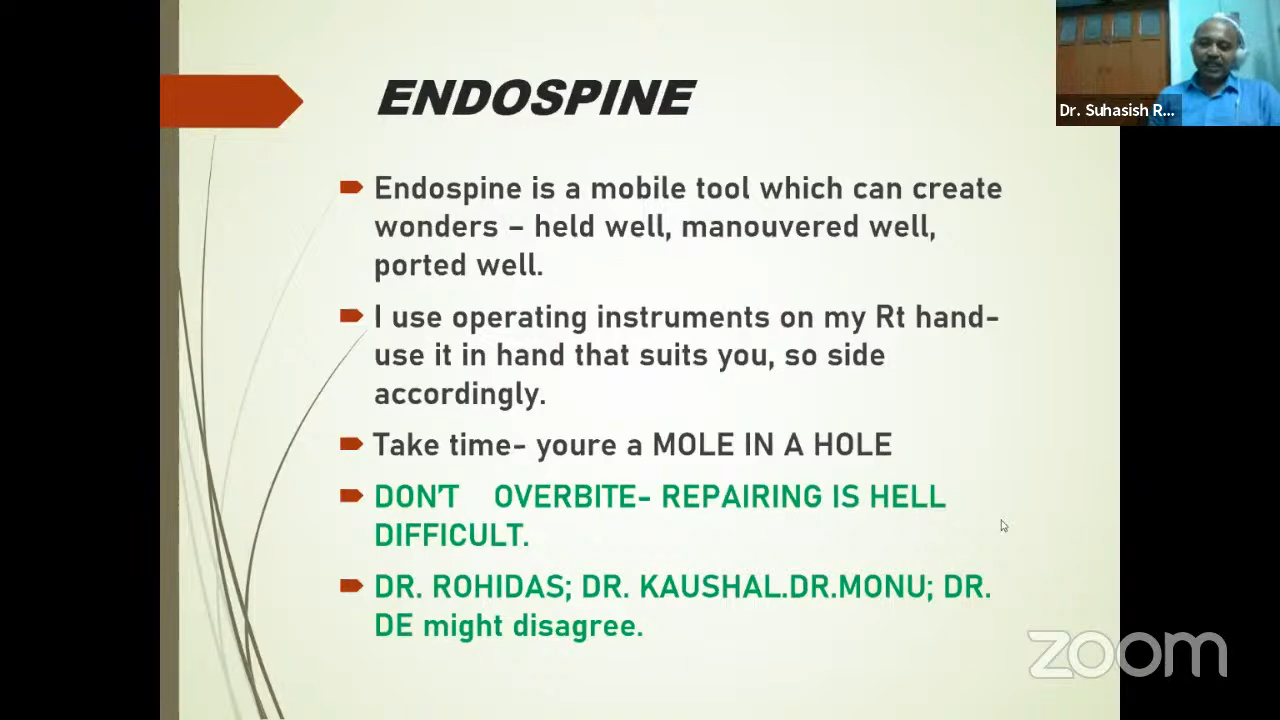 ENDOSPINE
Dr. Suhasish R...
Endospine is a mobile tool which can create
wonders – held well, manouvered well,
ported well.
I use operating instruments on my Rt hand-
use it in hand that suits you, so side
accordingly.
Take time- youre a MOLE IN A HOLE
DON'T OVERBITE- REPAIRING IS HELL
DIFFICULT.
DR. ROHIDAS; DR. KAUSHAL.DR.MONU; DR.
DE might disagree.
zoom